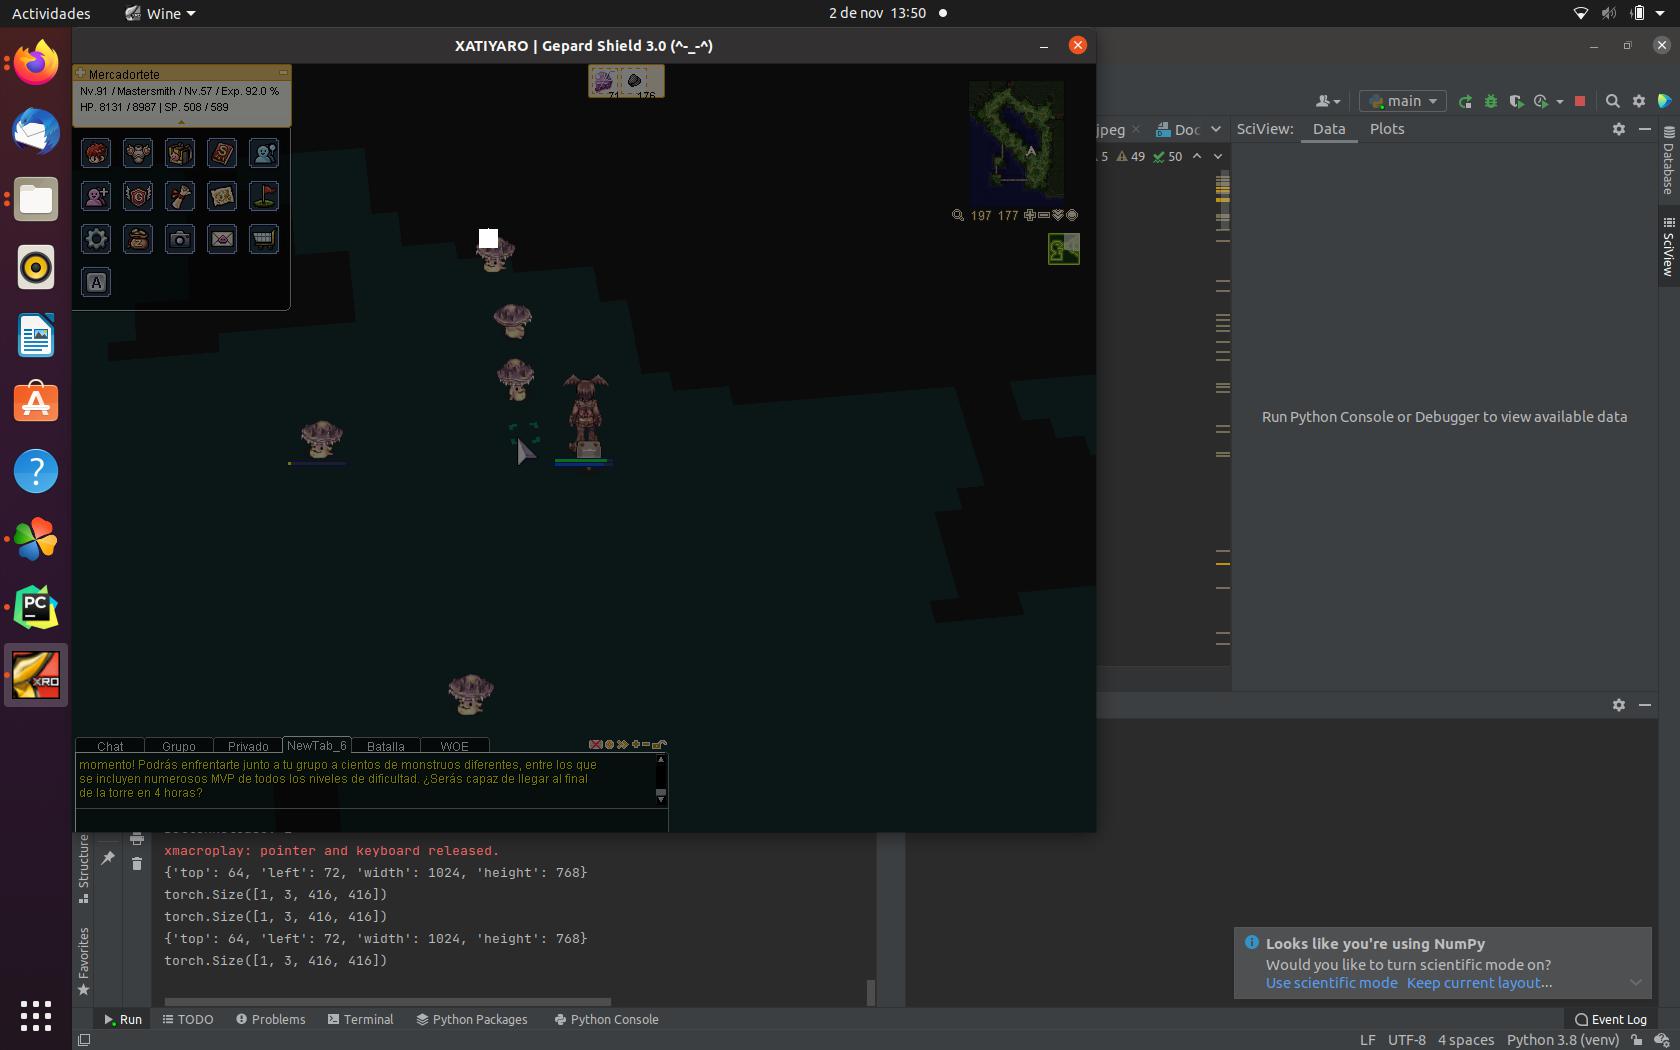 Actividades
Wine
2 de nov 13:50
XATIYARO | Gepard Shield 3.0 (^-_-^)
Mercadortete
Nv.91 / Mastersmith / Nv.57 / Exp. 92.0 %
HP. 8131 / 8987 | SP. 508 / 589
71
176
197 177
main
jpeg
Doc
SciView:
Data
Plots
5
49
50
Database
SciView
Run Python Console or Debugger to view available data
A
PC
XRO
Chat
Grupo
Privado
NewTab_6
Batalla
WOE
momento! Podrás enfrentarte junto a tu grupo a cientos de monstruos diferentes, entre los que
se incluyen numerosos MVP de todos los niveles de dificultad. ¿Serás capaz de llegar al final
de la torre en 4 horas?
Structure
Favorites
xmacroplay: pointer and keyboard released.
{'top': 64, 'left': 72, 'width': 1024, 'height': 768}
torch.Size([1, 3, 416, 416])
torch.Size([1, 3, 416, 416])
{'top': 64, 'left': 72, 'width': 1024, 'height': 768}
torch.Size([1, 3, 416, 416])
Looks like you're using NumPy
Would you like to turn scientific mode on?
Use scientific mode Keep current layout...
Run
TODO
Problems
Terminal
Python Packages
Python Console
Event Log
LF UTF-8 4 spaces Python 3.8 (venv)